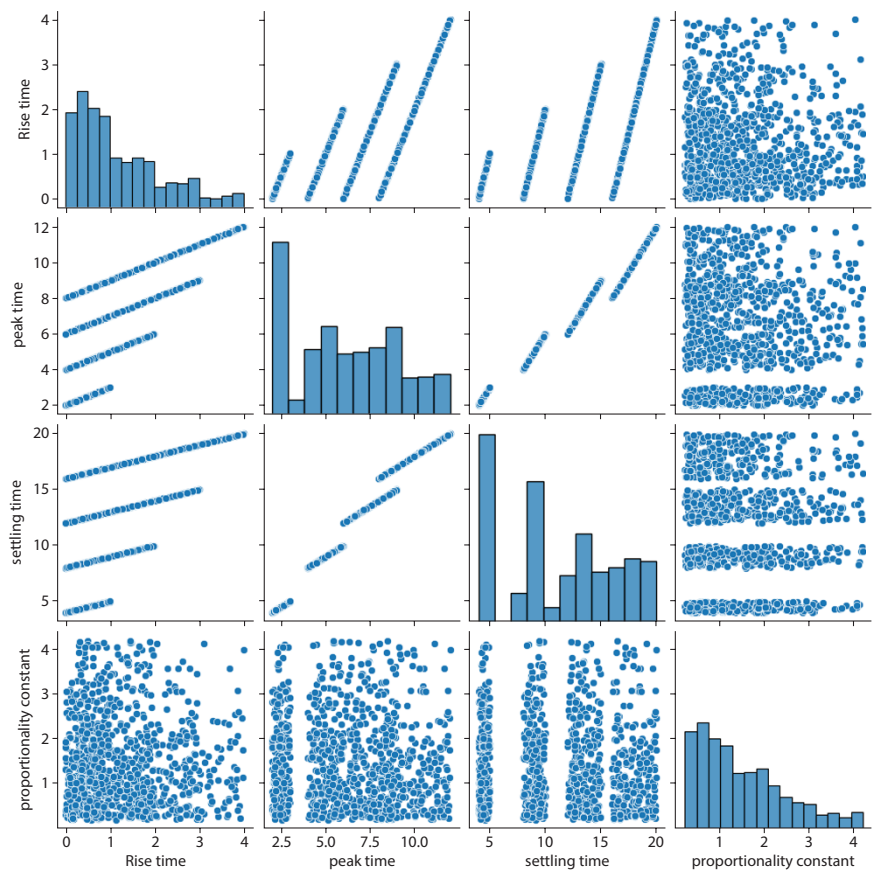 4
3
2
1
0
Rise time
12
10
8
6
4
2
peak time
20
15
10
5
settling time
4
3
2
1
proportionality constant
0 1 2 3 4
2.5 5.0 7.5 10.0
5 10 15 20
1 2 3 4
Rise time
peak time
settling time
proportionality constant